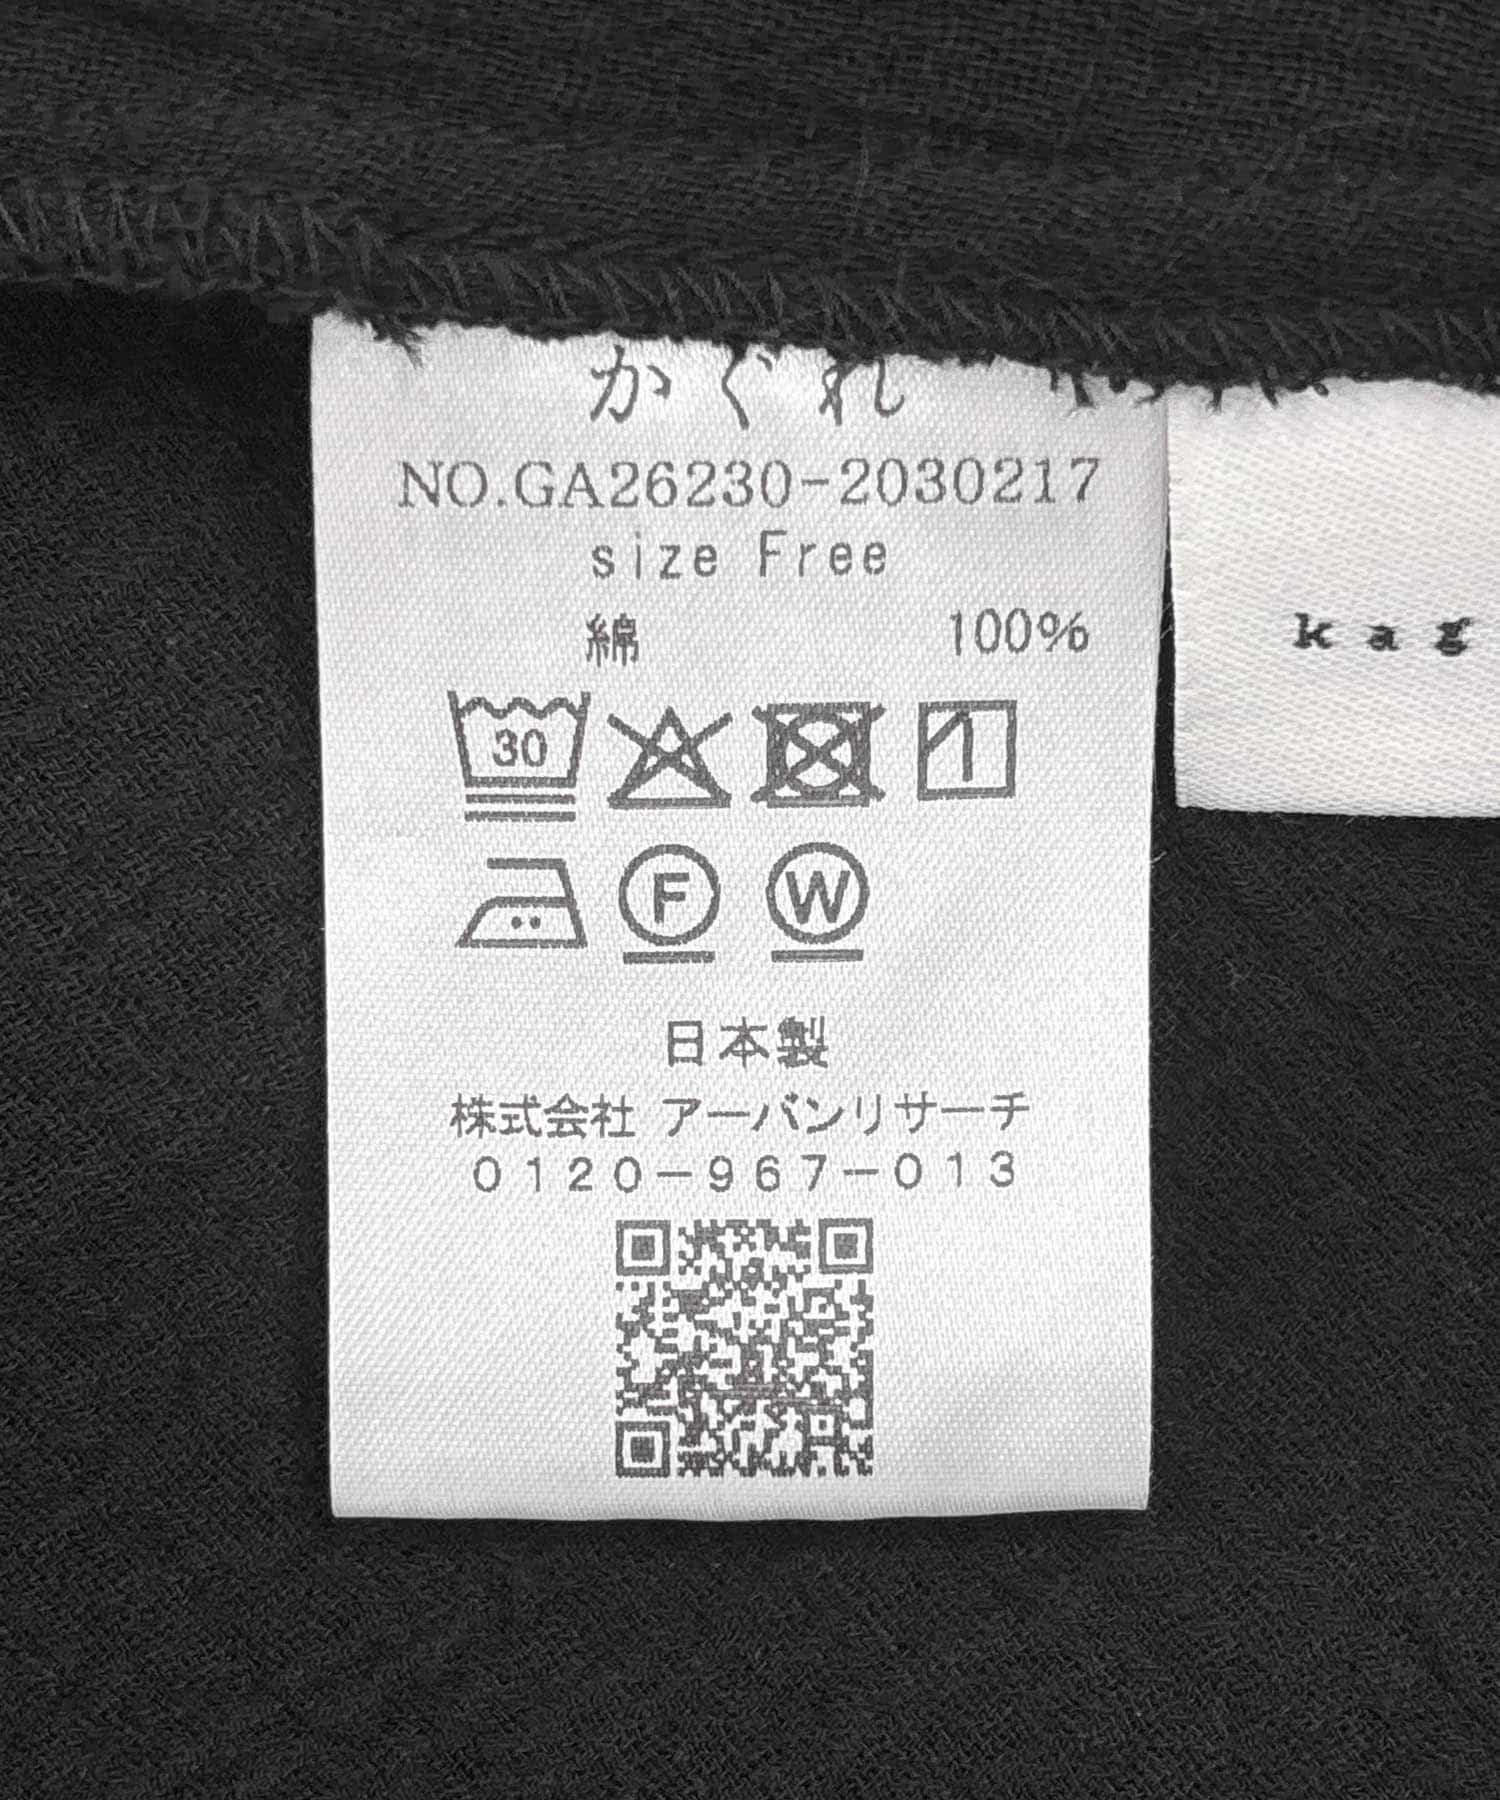 かぐれ
NO.GA26230-2030217
size Free
綿 100%
30
F W
日本製
株式会社 アーバンリサーチ
0120-967-013
kag